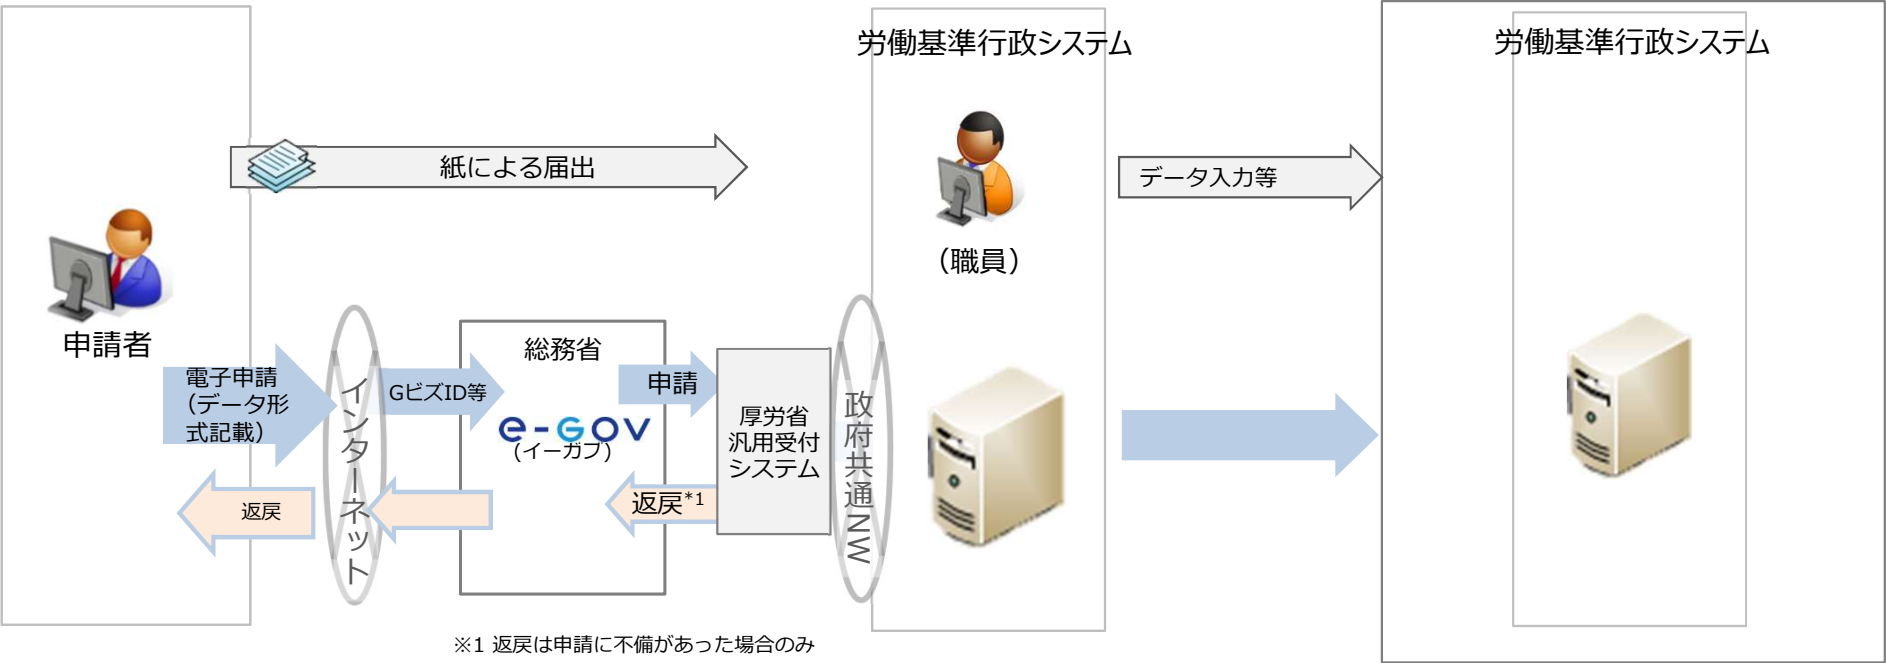 労働基準行政システム
労働基準行政システム
紙による届出
データ入力等
(職員)
申請者
電子申請
(データ形
式記載)
インターネット
GビズID等
総務省
e-GOV
(イーガブ)
申請
厚労省
汎用受付
システム
政府共通NW
返戻
返戻*1
※1 返戻は申請に不備があった場合のみ